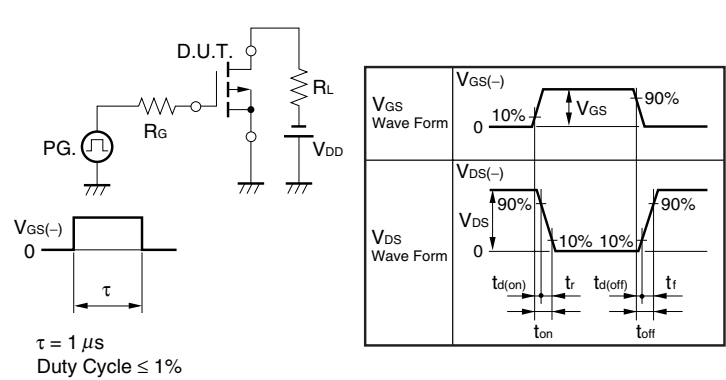 D.U.T.
RL
RG
PG.
VDD
VGS(−)
0
τ
τ = 1 μs
Duty Cycle ≤ 1%
VGS
Wave Form
VGS(−)
10%
0
VGS
90%
VDS
Wave Form
VDS(−)
90%
VDS
0
10% 10%
90%
td(on) tr td(off) tf
ton toff